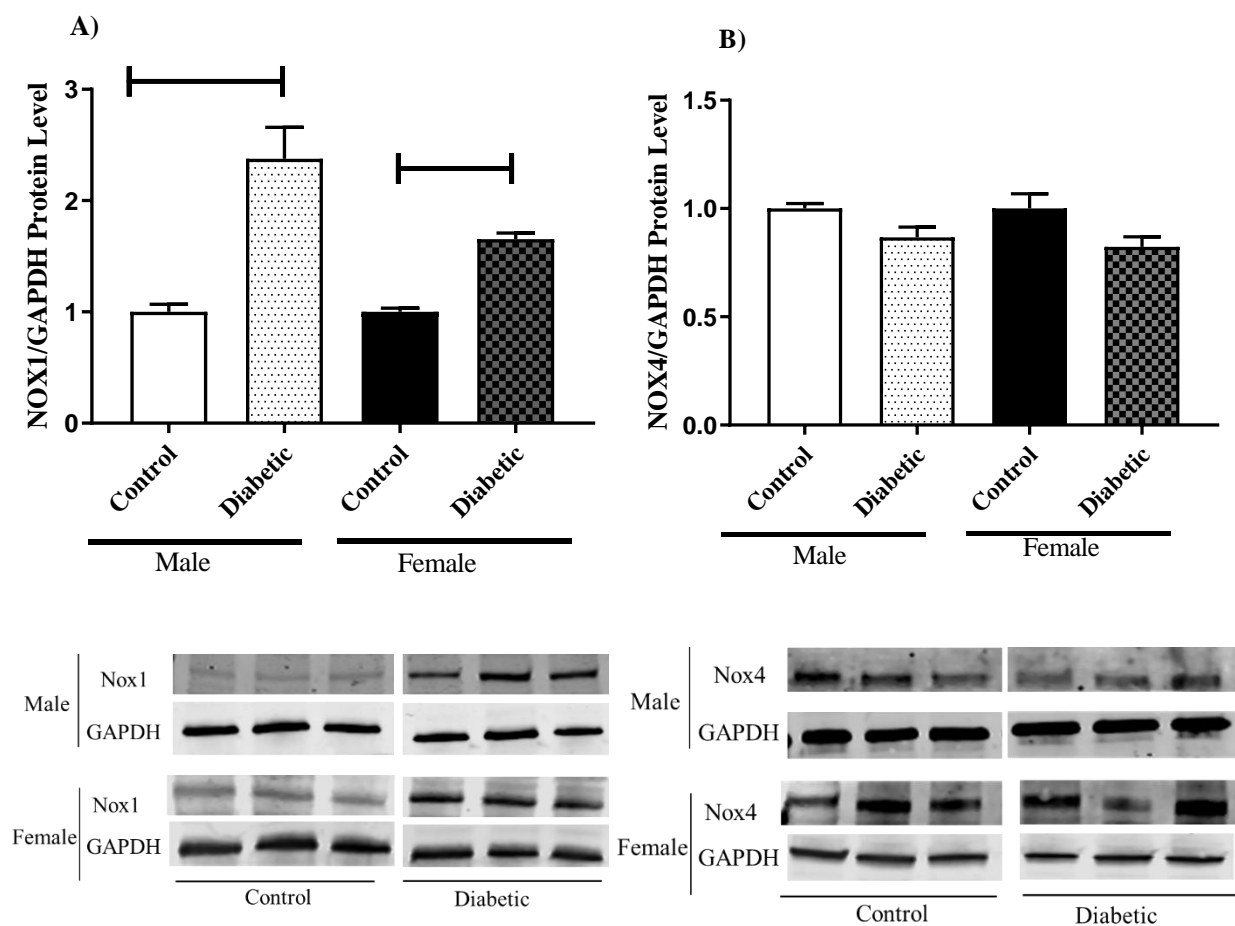 A)
NOX1/GAPDH Protein Level
3
2
1
0
Control
Diabetic
Control
Diabetic
Male
Female
B)
NOX4/GAPDH Protein Level
1.5
1.0
0.5
0.0
Control
Diabetic
Control
Diabetic
Male
Female
Male
Nox1
GAPDH
Female
Nox1
GAPDH
Control
Diabetic
Male
Nox4
GAPDH
Female
Nox4
GAPDH
Control
Diabetic